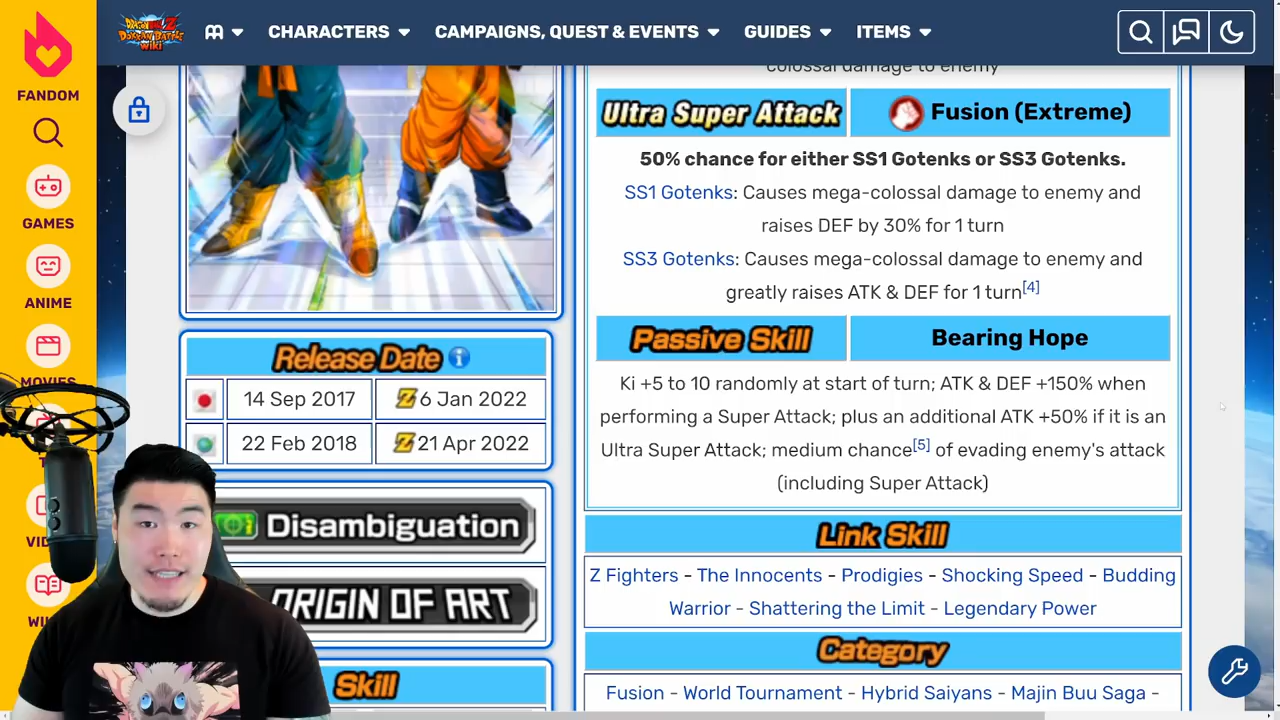 DRAGON BALL Z
DOKKAN BATTLE
WIKI
CHARACTERS
CAMPAIGNS, QUEST & EVENTS
GUIDES
ITEMS
FANDOM
GAMES
ANIME
MOVIES
colossal damage to enemy
Ultra Super Attack
Fusion (Extreme)
50% chance for either SS1 Gotenks or SS3 Gotenks.
SS1 Gotenks: Causes mega-colossal damage to enemy and
raises DEF by 30% for 1 turn
SS3 Gotenks: Causes mega-colossal damage to enemy and
greatly raises ATK & DEF for 1 turn[4]
Passive Skill
Bearing Hope
Ki +5 to 10 randomly at start of turn; ATK & DEF +150% when
performing a Super Attack; plus an additional ATK +50% if it is an
Ultra Super Attack; medium chance[5] of evading enemy's attack
(including Super Attack)
Link Skill
Z Fighters - The Innocents - Prodigies - Shocking Speed - Budding
Warrior - Shattering the Limit - Legendary Power
Category
Fusion - World Tournament - Hybrid Saiyans - Majin Buu Saga -
Release Date
14 Sep 2017
Z 6 Jan 2022
22 Feb 2018
Z 21 Apr 2022
Disambiguation
ORIGIN OF ART
Skill